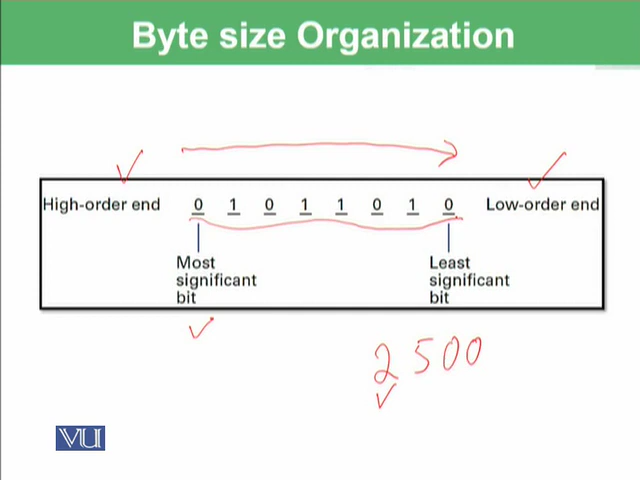 Byte size Organization
High-order end 0 1 0 1 1 0 1 0 Low-order end
Most significant bit
Least significant bit
2500
VU